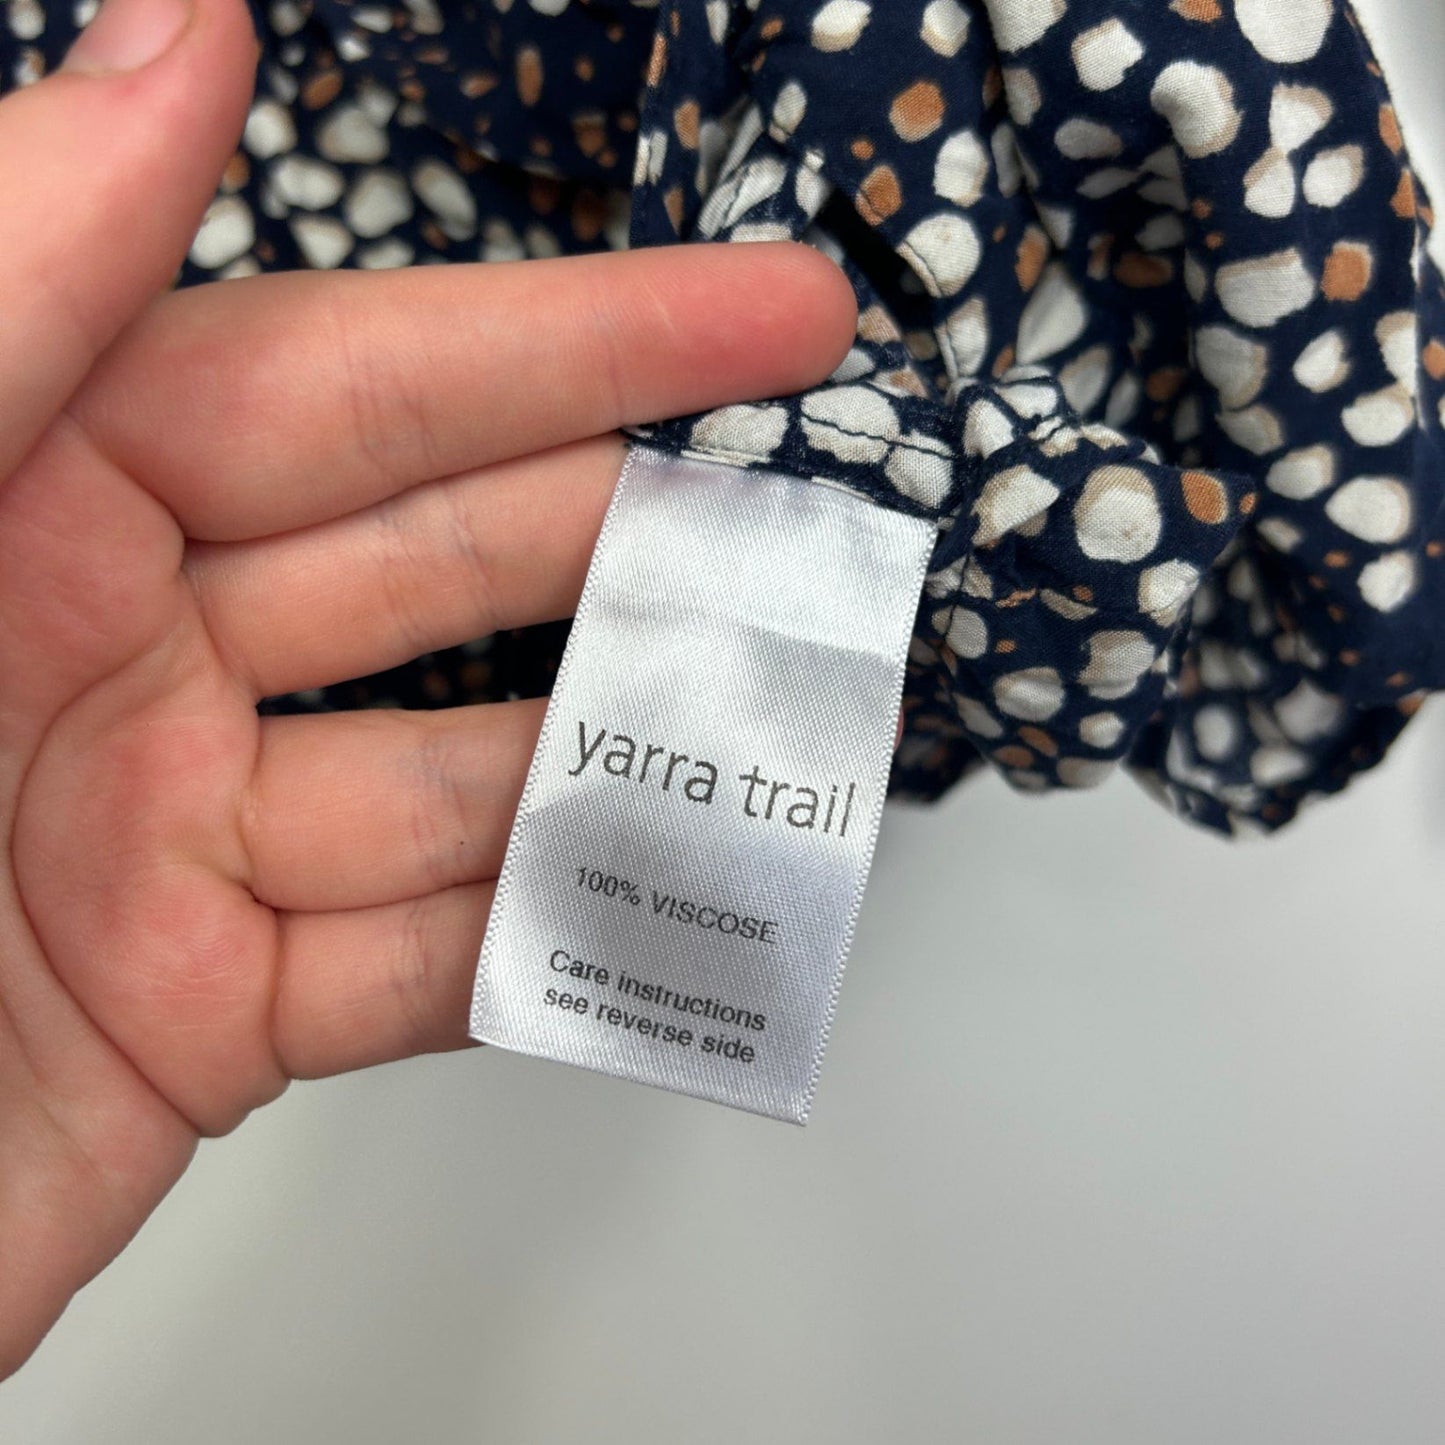 yarra trail
100% VISCOSE
Care instructions
see reverse side